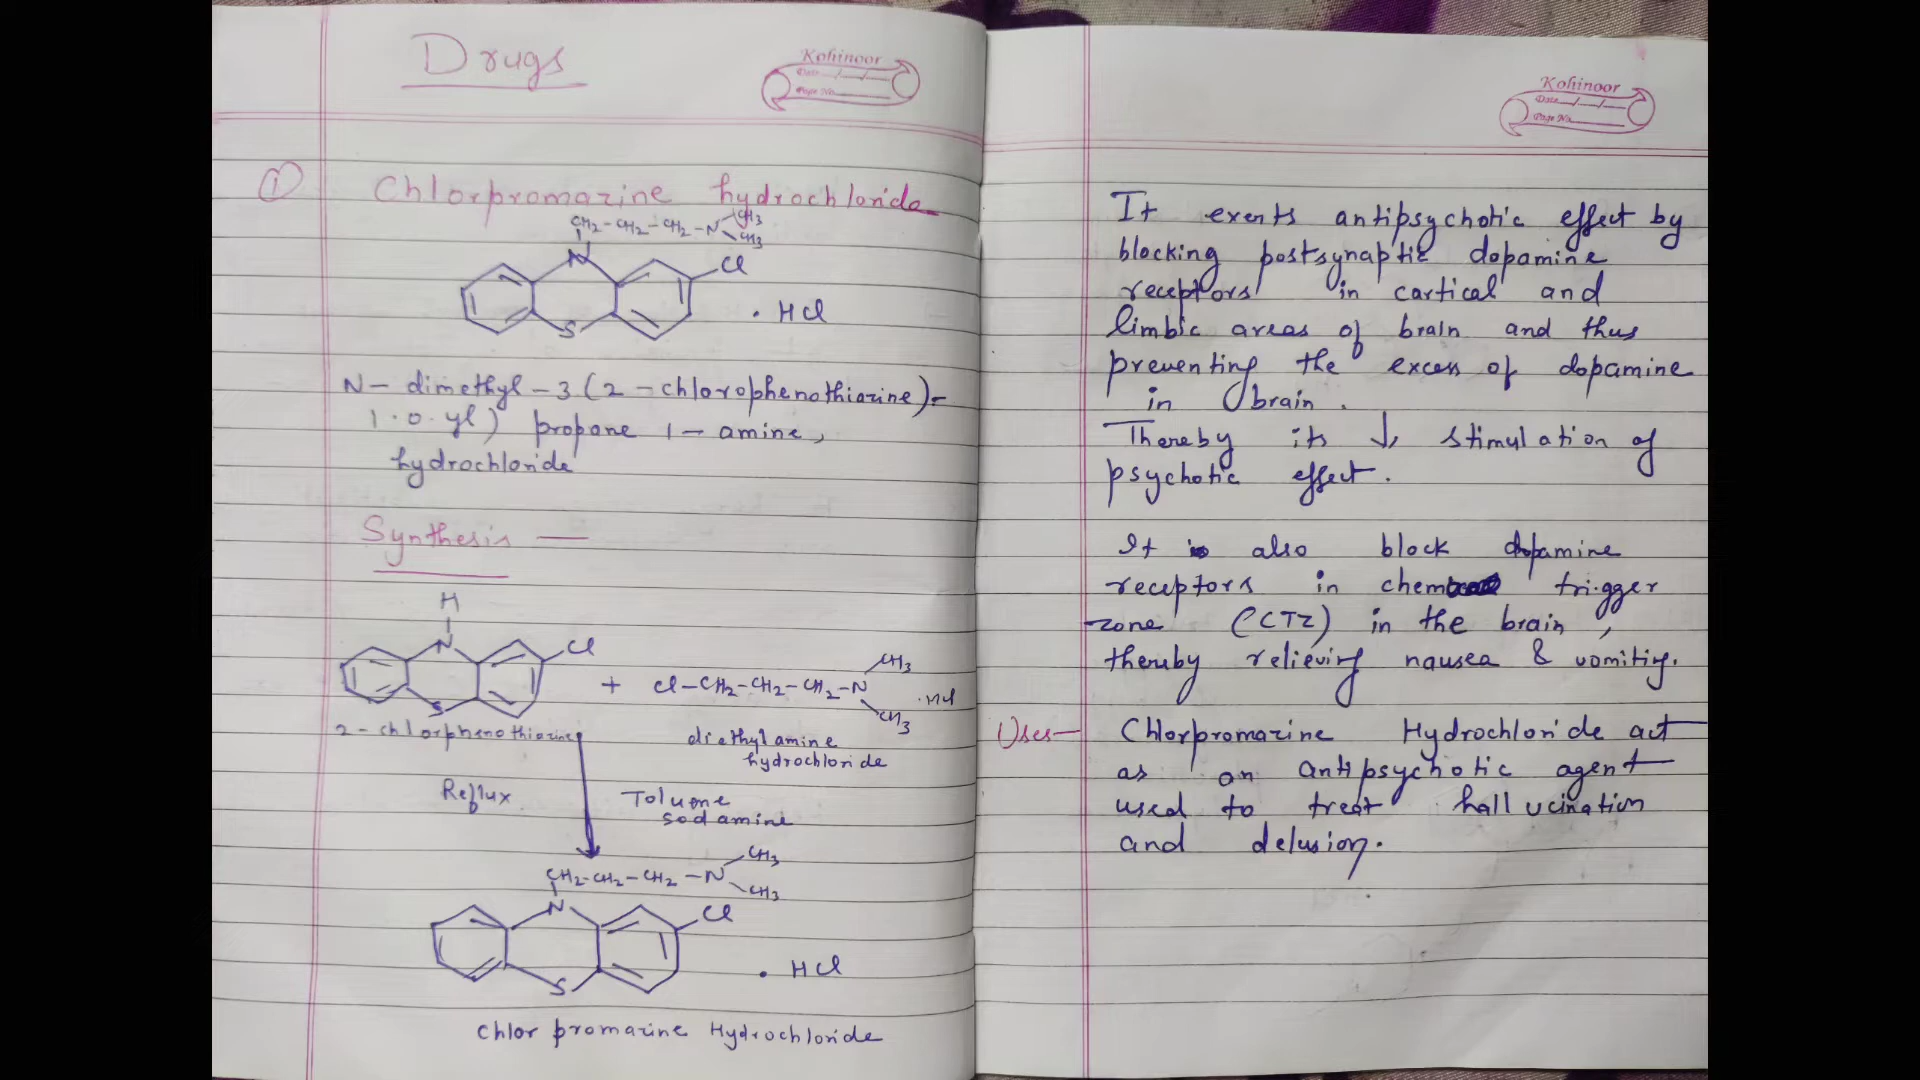 Drugs
Kohinoor
Date / /
Page No.
① Chlorpromazine hydrochloride
CH2-CH2-CH2-N
CH3
CH3
N
Cl
S
. HCl
N- dimethyl-3(2-chlorophenothiazine)-
1.0.yl) propane 1-amine,
hydrochloride
Synthesis —
H
N
Cl
S
+ Cl-CH2-CH2-CH2-N
CH3
CH3
.HCl
2-chlorphenothiazine
diethylamine
hydrochloride
Reflux
Toluene
sodamine
CH2-CH2-CH2-N
CH3
CH3
N
Cl
S
. HCl
Chlor promazine Hydrochloride
Kohinoor
Date / /
Page No.
It exerts antipsychotic effect by
blocking postsynaptic dopamine
receptors in cartical and
limbic areas of brain and thus
preventing the excess of dopamine
in brain.
Thereby its ↓ stimulation of
psychotic effect.
It also block dopamine
receptors in chemo trigger
zone (CTZ) in the brain,
thereby relieving nausea & vomiting.
Uses- Chlorpromazine Hydrochloride act
as an antipsychotic agent
used to treat hallucination
and delusion.